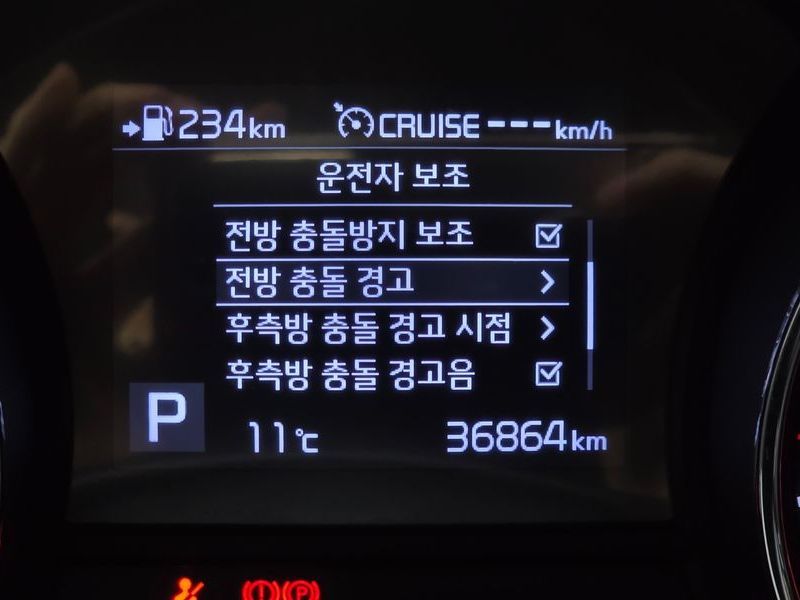 234km CRUISE --- km/h
운전자 보조
전방 충돌방지 보조
전방 충돌 경고
후측방 충돌 경고 시점
후측방 충돌 경고음
P 11℃ 36864km
P